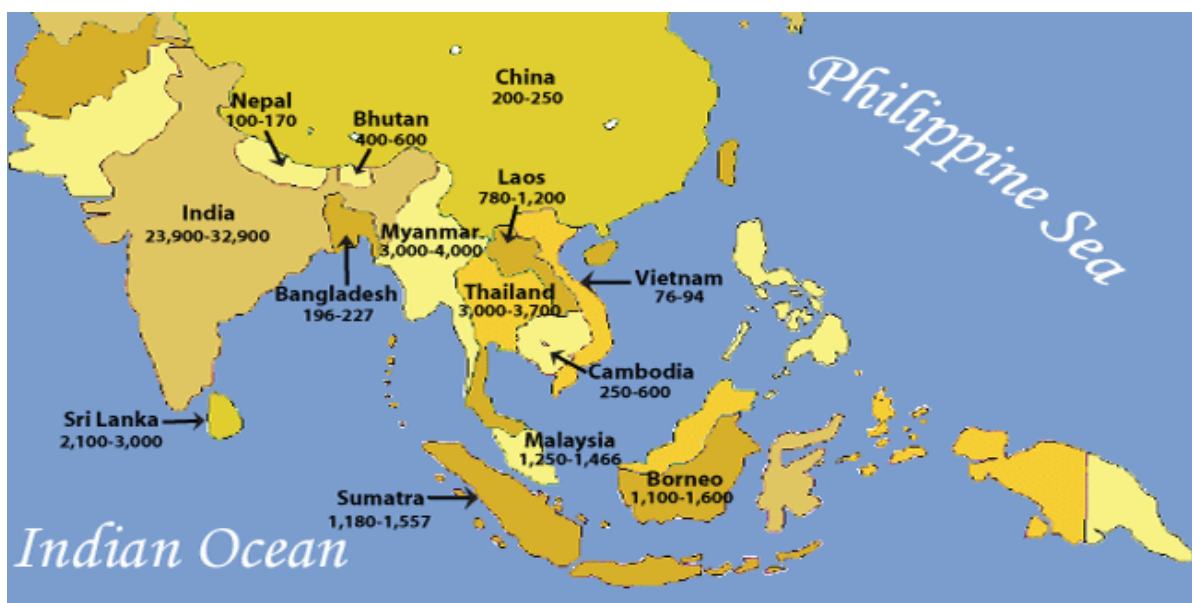 China
200-250
Philippine Sea
Nepal
100-170
Bhutan
400-600
Laos
780-1,200
India
23,900-32,900
Myanmar
3,000-4,000
Vietnam
76-94
Bangladesh
196-227
Thailand
3,000-3,700
Cambodia
250-600
Sri Lanka
2,100-3,000
Malaysia
1,250-1,466
Borneo
1,100-1,600
Sumatra
1,180-1,557
Indian Ocean